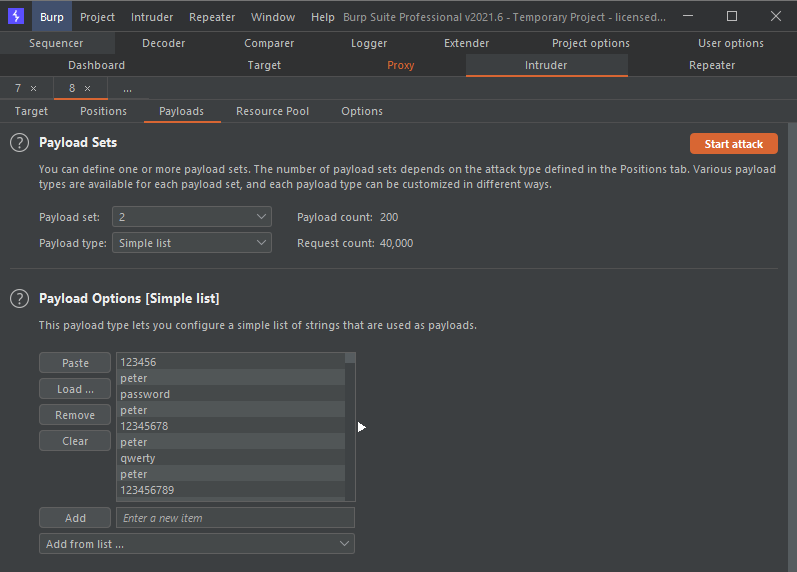 Burp Project Intruder Repeater Window Help Burp Suite Professional v2021.6 - Temporary Project - licensed...
Sequencer Decoder Comparer Logger Extender Project options User options
Dashboard Target Proxy Intruder Repeater
7 × 8 × ...
Target Positions Payloads Resource Pool Options
? Payload Sets Start attack
You can define one or more payload sets. The number of payload sets depends on the attack type defined in the Positions tab. Various payload
types are available for each payload set, and each payload type can be customized in different ways.
Payload set: 2 Payload count: 200
Payload type: Simple list Request count: 40,000
? Payload Options [Simple list]
This payload type lets you configure a simple list of strings that are used as payloads.
Paste 123456
peter
Load ... password
peter
Remove 12345678
Clear peter
qwerty
peter
123456789
Add Enter a new item
Add from list ...